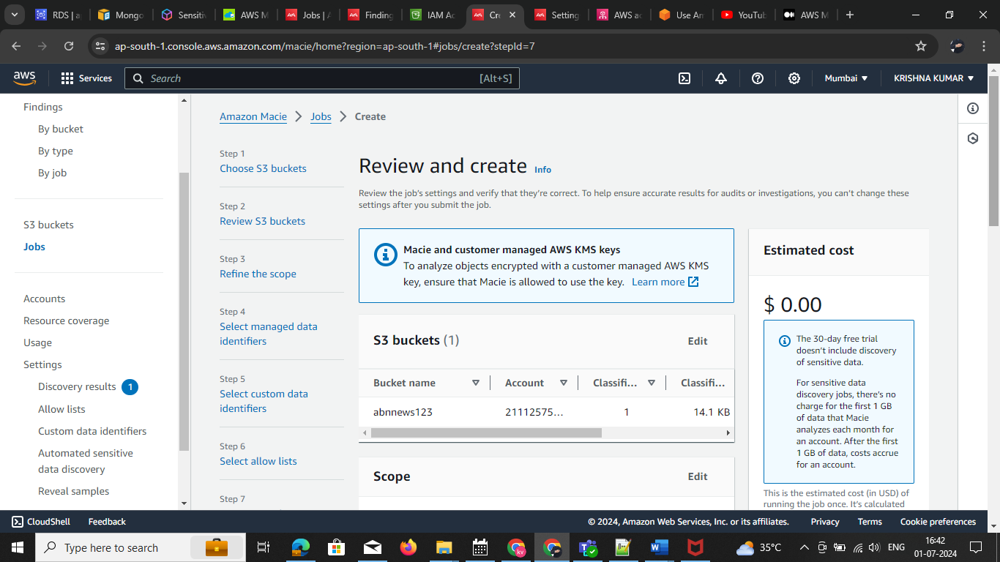 RDS | a
Mongo
Sensiti
AWS M
Jobs | A
Finding
IAM Ac
Cre
Setting
AWS ac
Use Am
YouTub
AWS M
ap-south-1.console.aws.amazon.com/macie/home?region=ap-south-1#jobs/create?stepId=7
aws
Services
Search
[Alt+S]
Mumbai
KRISHNA KUMAR
Findings
By bucket
By type
By job
S3 buckets
Jobs
Accounts
Resource coverage
Usage
Settings
Discovery results 1
Allow lists
Custom data identifiers
Automated sensitive
data discovery
Reveal samples
Amazon Macie > Jobs > Create
Step 1
Choose S3 buckets
Step 2
Review S3 buckets
Step 3
Refine the scope
Step 4
Select managed data
identifiers
Step 5
Select custom data
identifiers
Step 6
Select allow lists
Step 7
Review and create Info
Review the job's settings and verify that they're correct. To help ensure accurate results for audits or investigations, you can't change these
settings after you submit the job.
Macie and customer managed AWS KMS keys
To analyze objects encrypted with a customer managed AWS KMS
key, ensure that Macie is allowed to use the key. Learn more
S3 buckets (1)
Edit
Bucket name
Account
Classifi...
Classifi...
abnnews123
21112575...
1
14.1 KB
Scope
Edit
Estimated cost
$ 0.00
The 30-day free trial
doesn't include discovery
of sensitive data.
For sensitive data
discovery jobs, there's no
charge for the first 1 GB
of data that Macie
analyzes each month for
an account. After the first
1 GB of data, costs accrue
for an account.
This is the estimated cost (in USD) of
running the job once. It's calculated
CloudShell
Feedback
© 2024, Amazon Web Services, Inc. or its affiliates.
Privacy
Terms
Cookie preferences
Type here to search
kv
35°C
ENG
16:42
01-07-2024